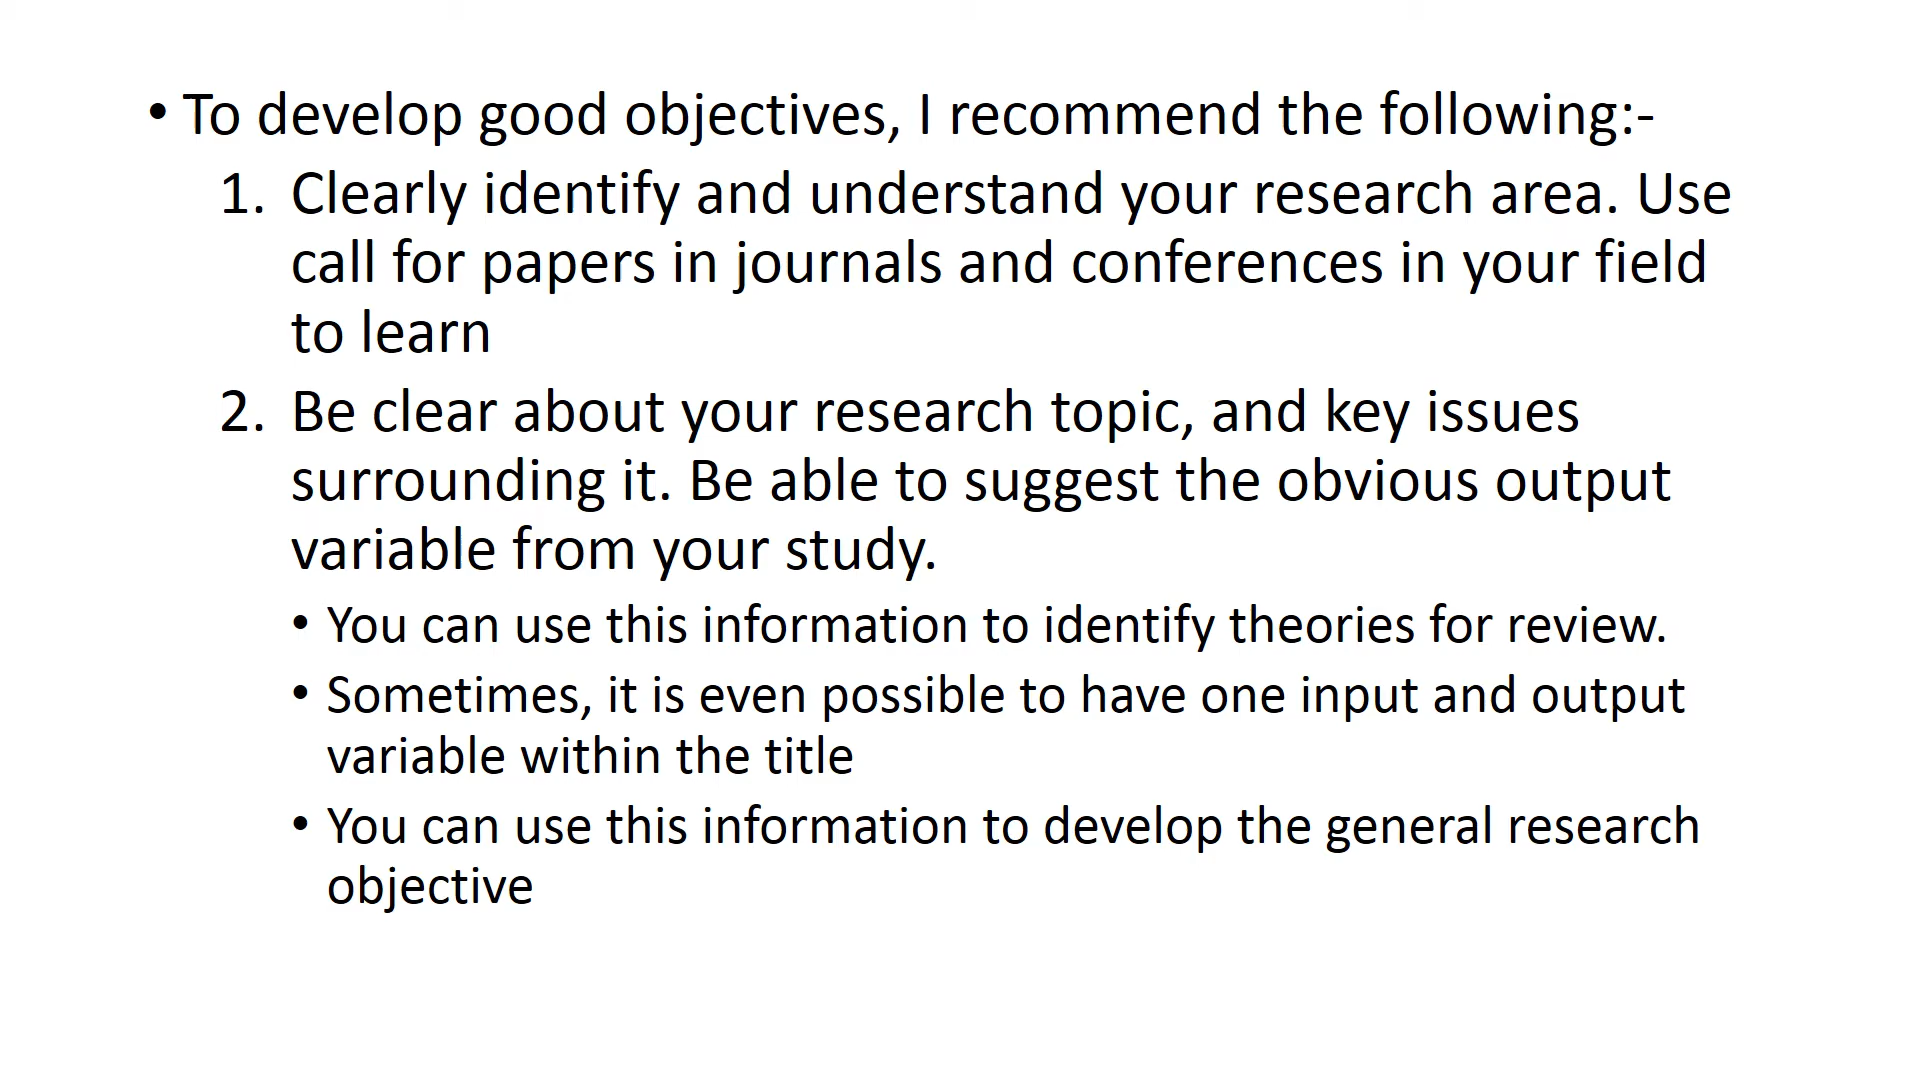 • To develop good objectives, I recommend the following:-
1. Clearly identify and understand your research area. Use
call for papers in journals and conferences in your field
to learn
2. Be clear about your research topic, and key issues
surrounding it. Be able to suggest the obvious output
variable from your study.
• You can use this information to identify theories for review.
• Sometimes, it is even possible to have one input and output
variable within the title
• You can use this information to develop the general research
objective